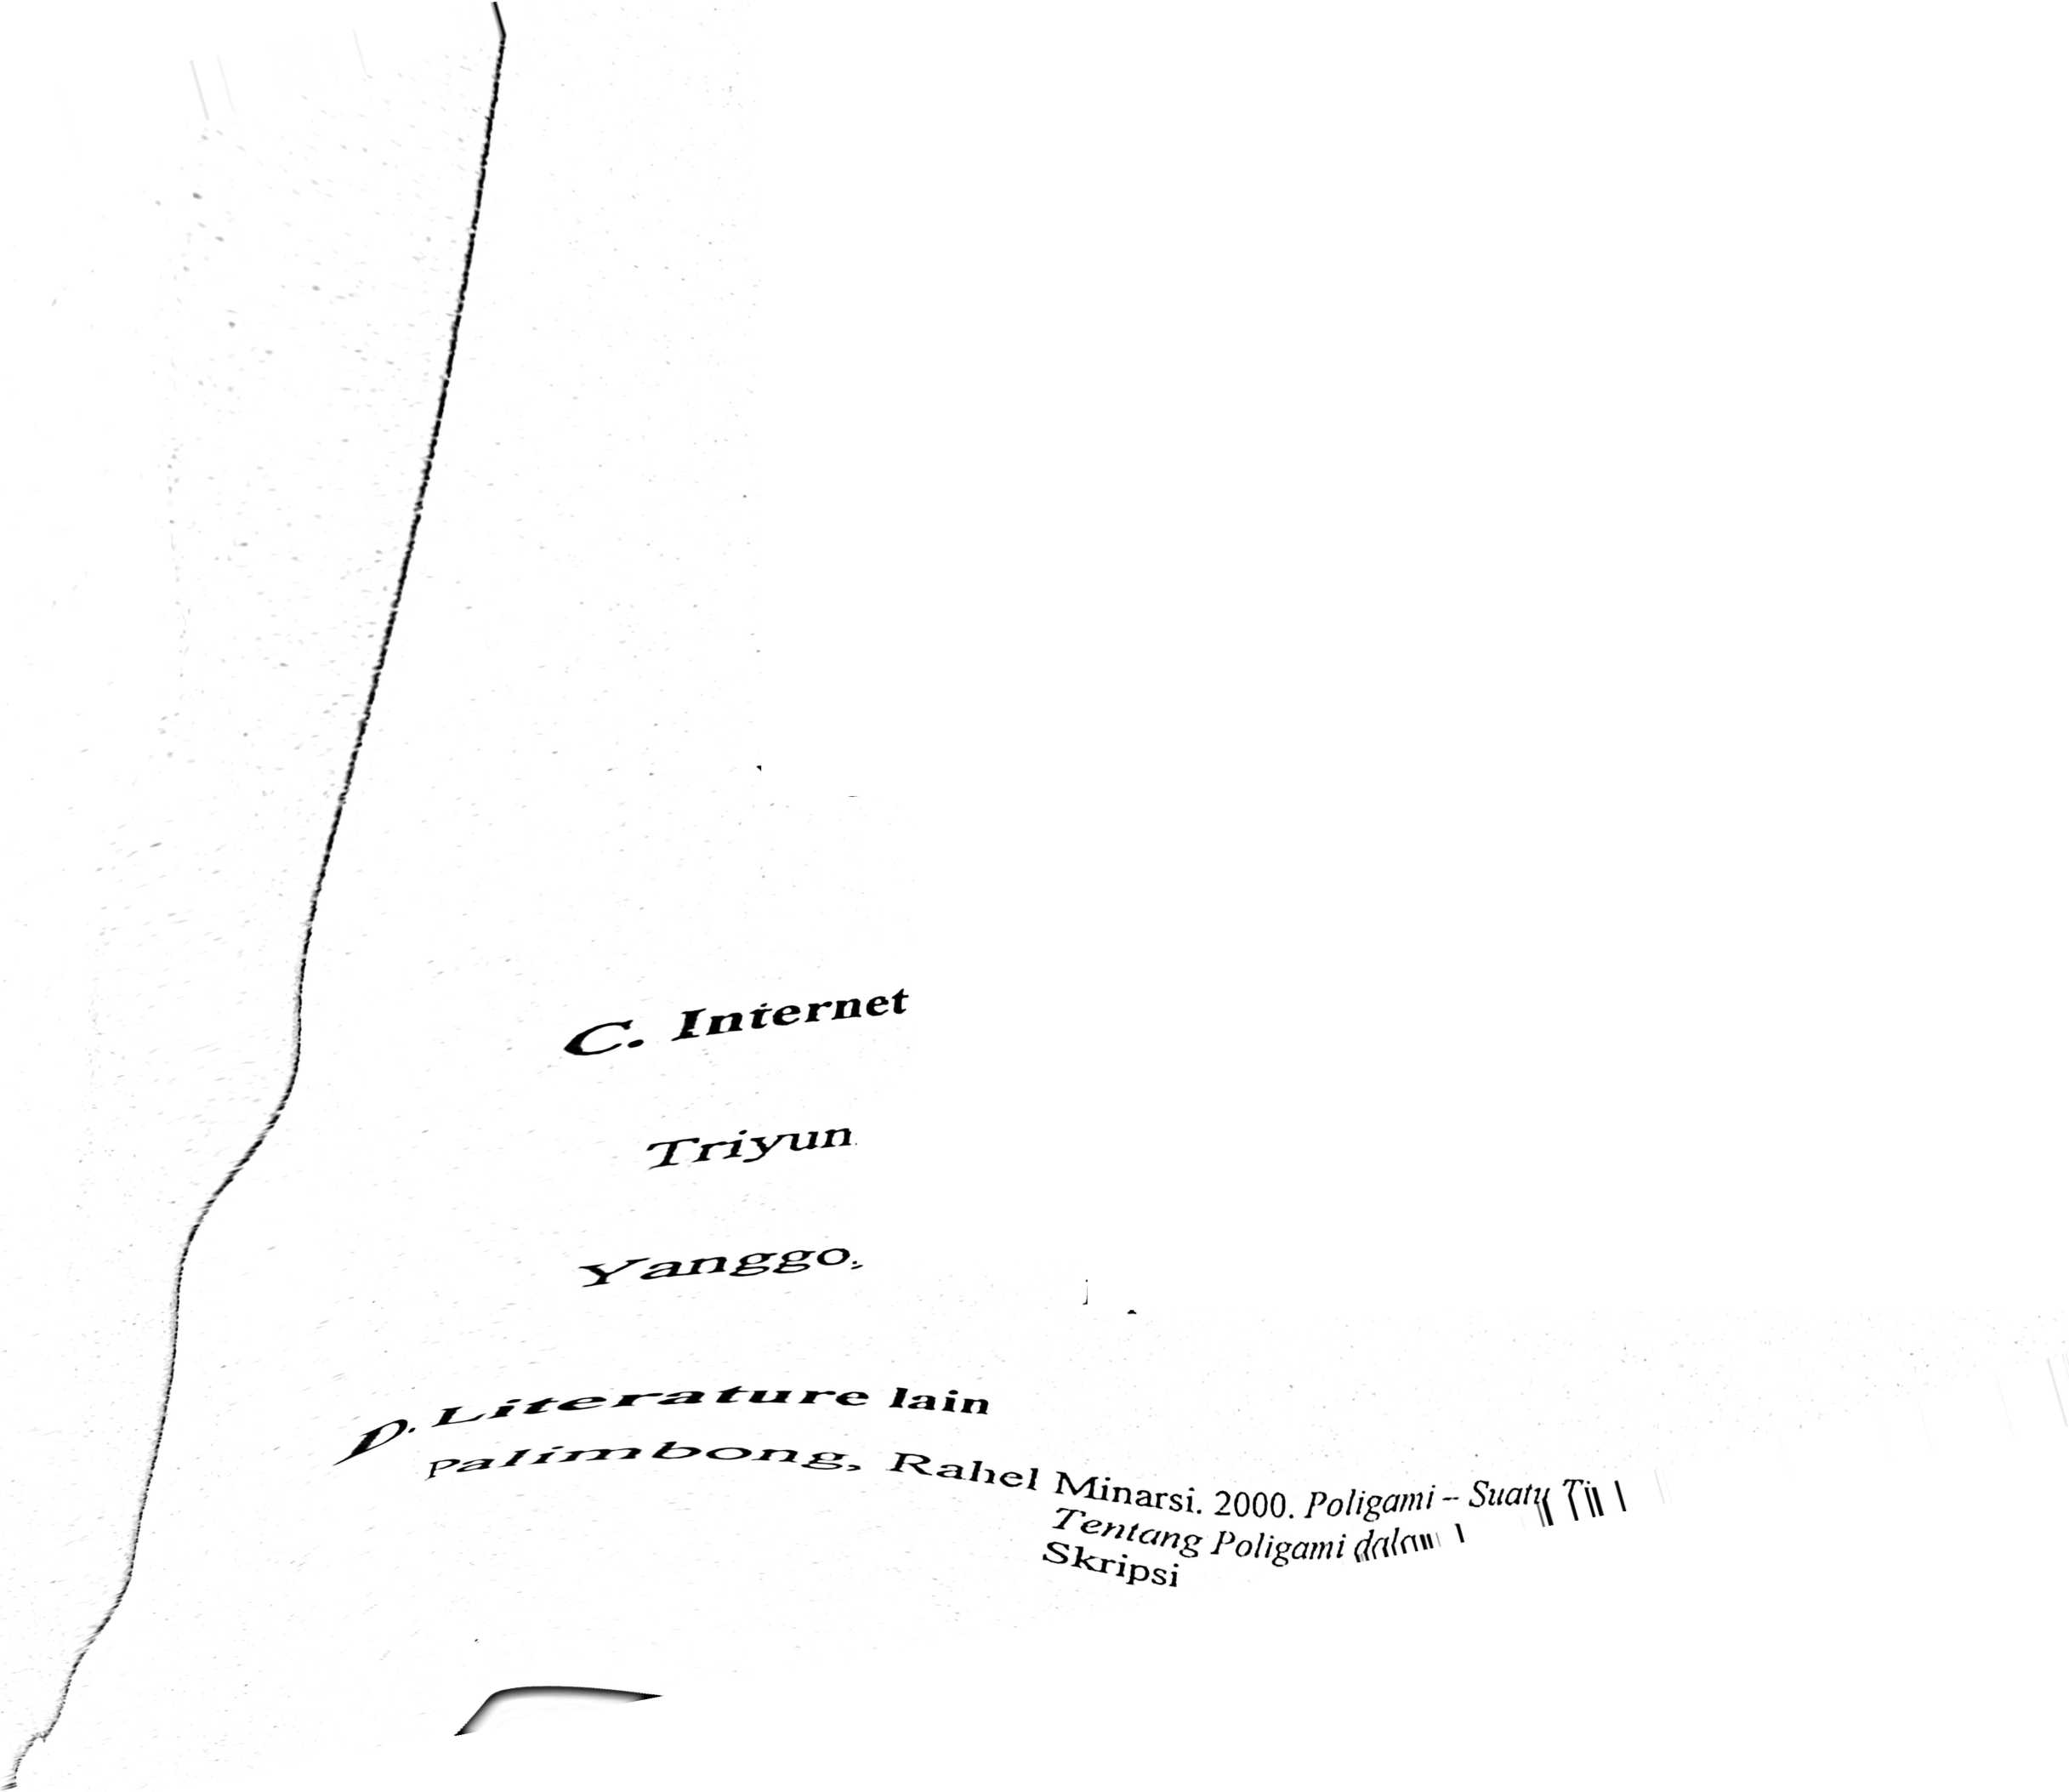 C. Internet
Triyun
Yanggo,
D. Literature lain
Palimbong, Rahel Minarsi. 2000. Poligami – Suatu
Tentang Poligami dalam
Skripsi